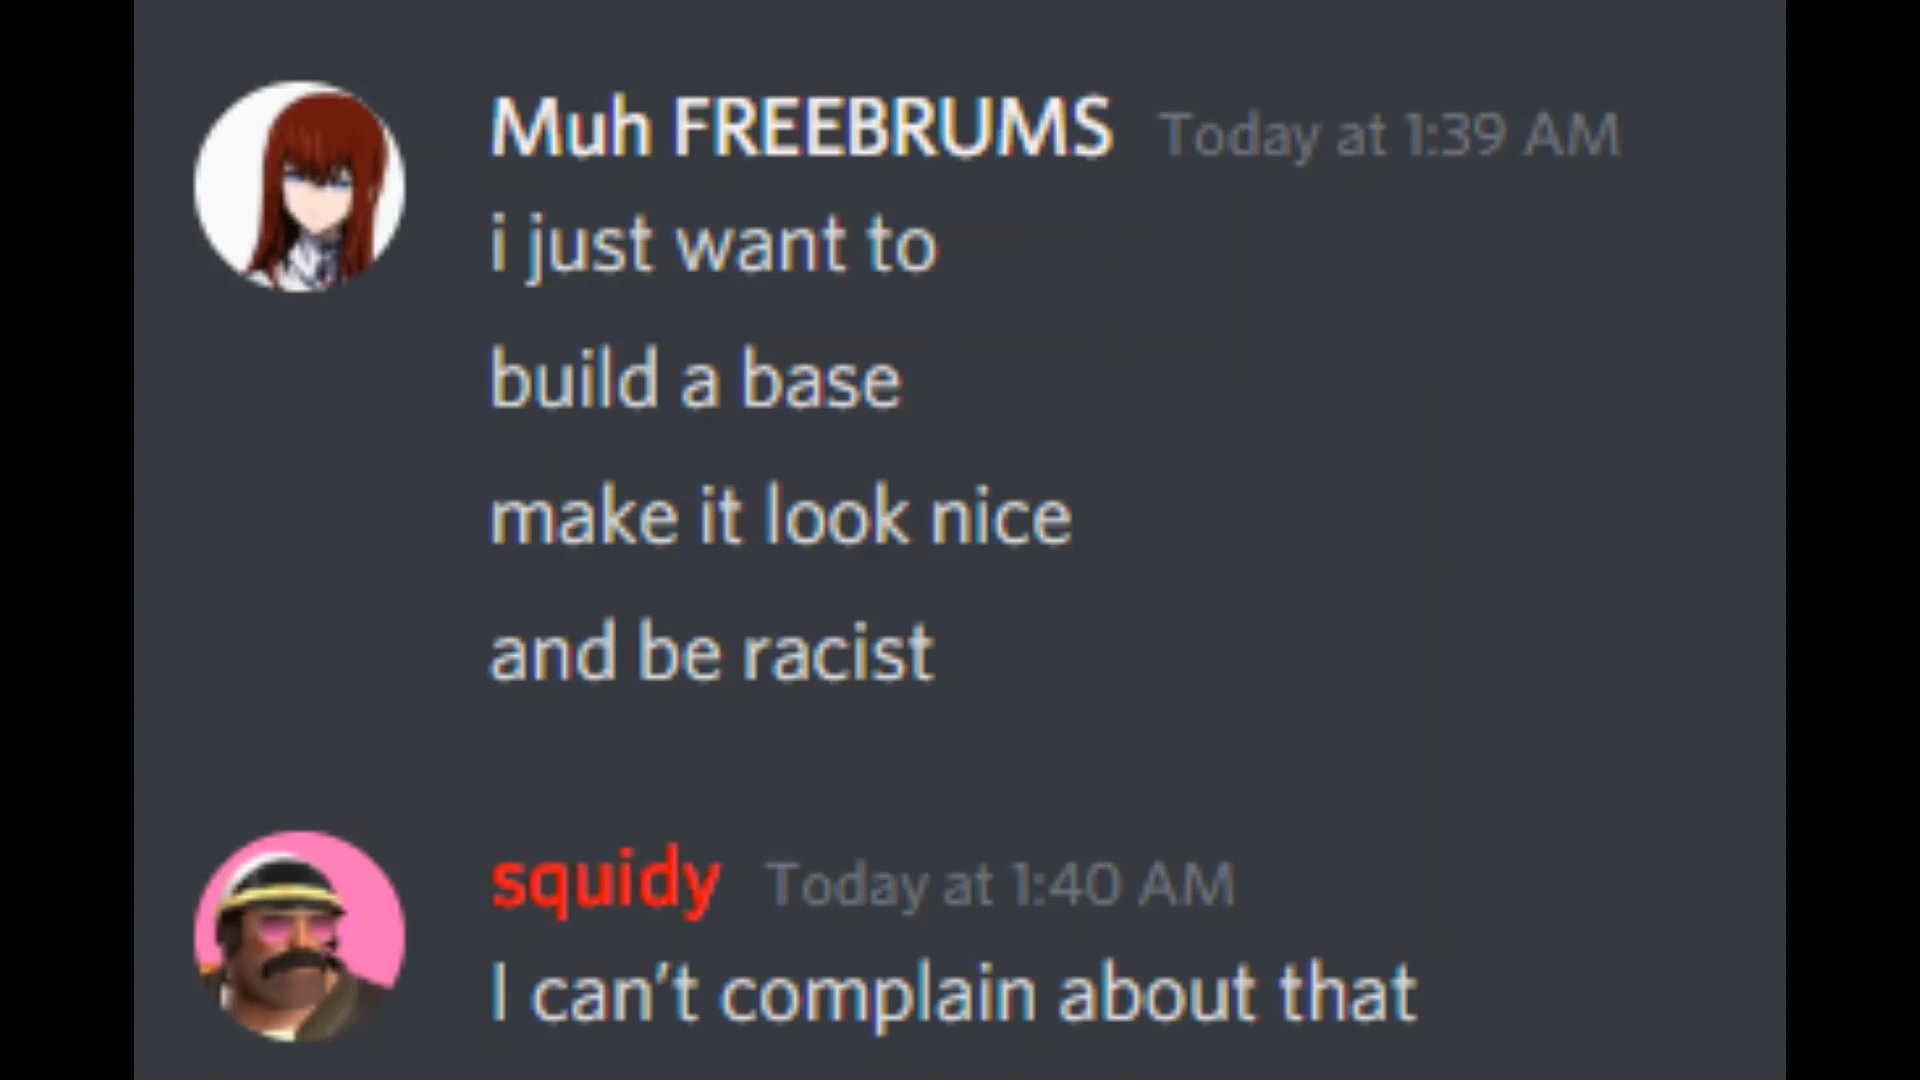 Muh FREEBRUMS Today at 1:39 AM
i just want to
build a base
make it look nice
and be racist
squidy Today at 1:40 AM
I can't complain about that